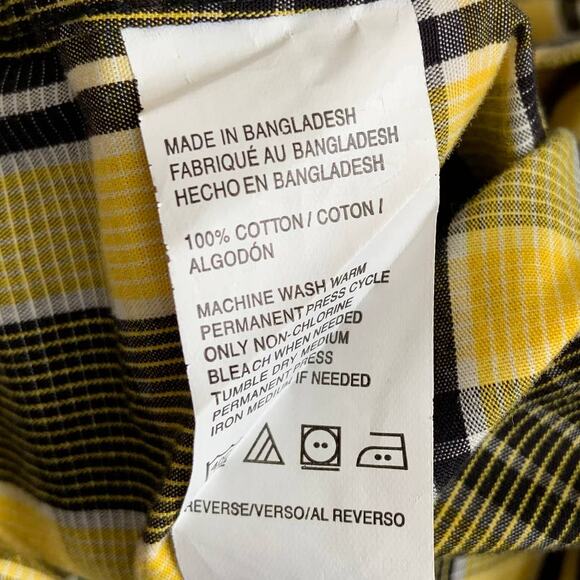 MADE IN BANGLADESH
FABRIQUÉ AU BANGLADESH
HECHO EN BANGLADESH
100% COTTON / COTON /
ALGODÓN
MACHINE WASH WARM
PERMANENT PRESS CYCLE
ONLY NON-CHLORINE
BLEACH WHEN NEEDED
TUMBLE DRY MEDIUM
PERMANENT PRESS
IRON MEDIUM IF NEEDED
REVERSE/VERSO/AL REVERSO